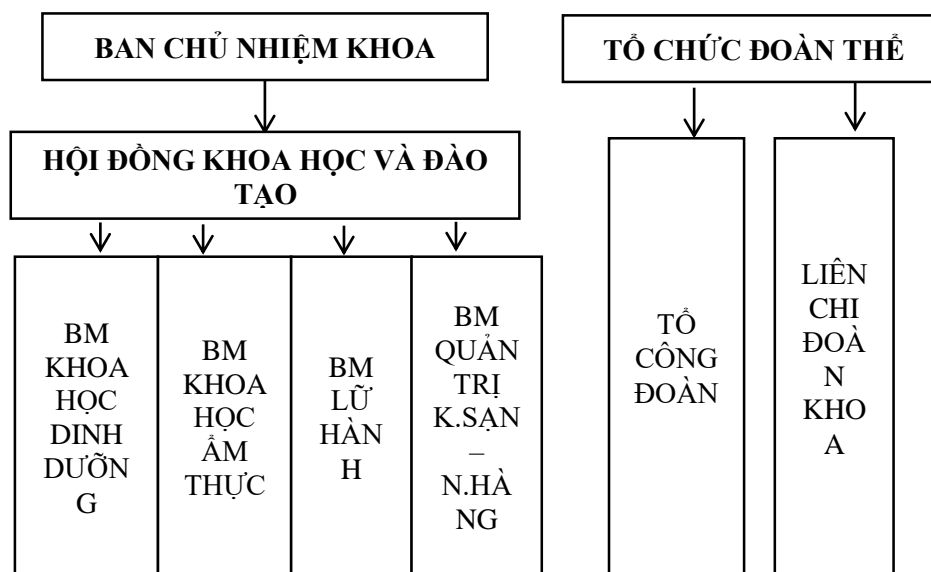 BAN CHỦ NHIỆM KHOA
TỔ CHỨC ĐOÀN THỂ
HỘI ĐỒNG KHOA HỌC VÀ ĐÀO
TẠO
BM
KHOA
HỌC
DINH
DƯỠN
G
BM
KHOA
HỌC
ẨM
THỰC
BM
LỮ
HÀN
H
BM
QUẢN
TRỊ
K.SẠN
–
N.HÀ
NG
TỔ
CÔNG
ĐOÀN
LIÊN
CHI
ĐOÀ
N
KHO
A